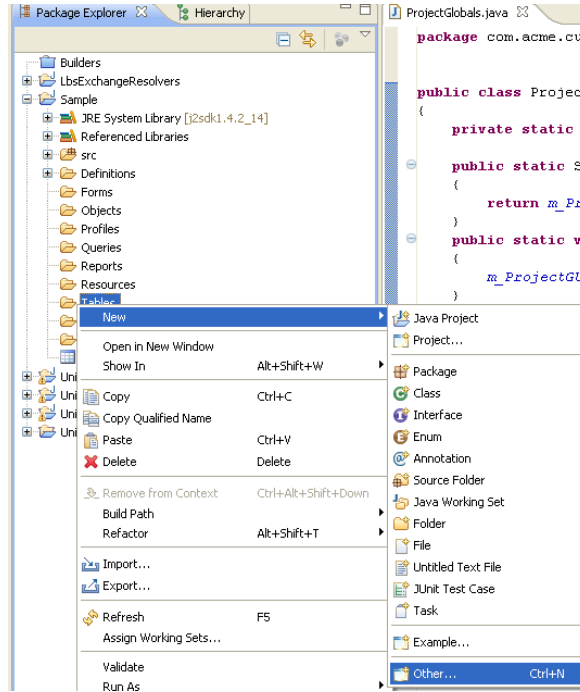 Package Explorer
Hierarchy
Builders
LbsExchangeResolvers
Sample
JRE System Library [j2sdk1.4.2_14]
Referenced Libraries
src
Definitions
Forms
Objects
Profiles
Queries
Reports
Resources
Tables
Uni
Uni
Uni
Uni
ProjectGlobals.java
package com.acme.cu
public class Projec
{
private static
public static S
{
return m_Pr
}
public static v
{
m_ProjectGU
}
New
Open in New Window
Show In Alt+Shift+W
Copy Ctrl+C
Copy Qualified Name
Paste Ctrl+V
Delete Delete
Remove from Context Ctrl+Alt+Shift+Down
Build Path
Refactor Alt+Shift+T
Import...
Export...
Refresh F5
Assign Working Sets...
Validate
Run As
Java Project
Project...
Package
Class
Interface
Enum
Annotation
Source Folder
Java Working Set
Folder
File
Untitled Text File
JUnit Test Case
Task
Example...
Other... Ctrl+N